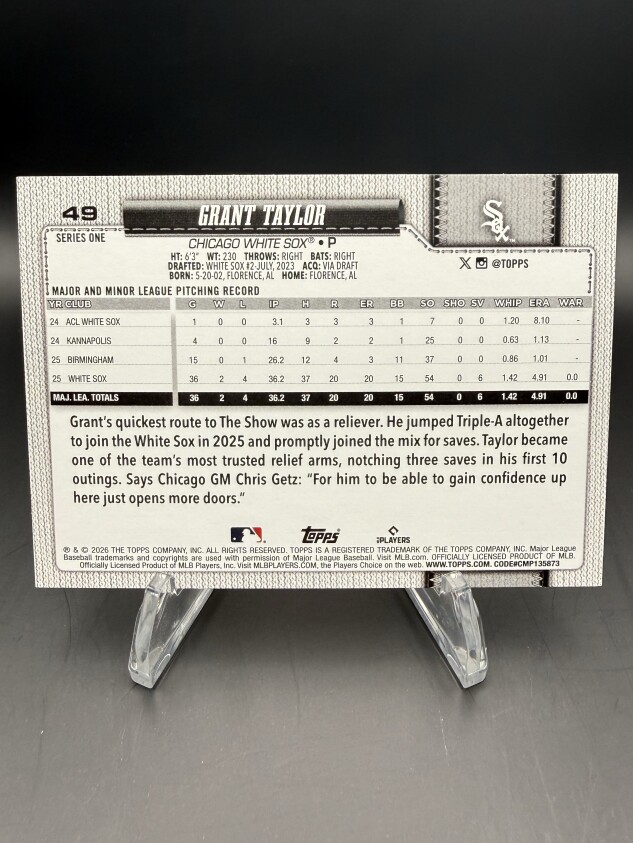 49
GRANT TAYLOR
Sox
SERIES ONE
CHICAGO WHITE SOX® • P
HT: 6'3" WT: 230 THROWS: RIGHT BATS: RIGHT
DRAFTED: WHITE SOX #2-JULY, 2023 ACQ: VIA DRAFT
BORN: 5-20-02, FLORENCE, AL HOME: FLORENCE, AL
@TOPPS
MAJOR AND MINOR LEAGUE PITCHING RECORD
YR CLUB G W L IP H R ER BB SO SHO SV WHIP ERA WAR
24 ACL WHITE SOX 1 0 0 3.1 3 3 3 1 7 0 0 1.20 8.10 -
24 KANNAPOLIS 4 0 0 16 9 2 2 1 25 0 0 0.63 1.13 -
25 BIRMINGHAM 15 0 1 26.2 12 4 3 11 37 0 0 0.86 1.01 -
25 WHITE SOX 36 2 4 36.2 37 20 20 15 54 0 6 1.42 4.91 0.0
MAJ. LEA. TOTALS 36 2 4 36.2 37 20 20 15 54 0 6 1.42 4.91 0.0
Grant's quickest route to The Show was as a reliever. He jumped Triple-A altogether
to join the White Sox in 2025 and promptly joined the mix for saves. Taylor became
one of the team's most trusted relief arms, notching three saves in his first 10
outings. Says Chicago GM Chris Getz: "For him to be able to gain confidence up
here just opens more doors."
Topps®
PLAYERS
® & © 2026 THE TOPPS COMPANY, INC. ALL RIGHTS RESERVED. TOPPS IS A REGISTERED TRADEMARK OF THE TOPPS COMPANY, INC. Major League
Baseball trademarks and copyrights are used with permission of Major League Baseball. Visit MLB.com. OFFICIALLY LICENSED PRODUCT OF MLB.
Officially Licensed Product of MLB Players, Inc. Visit MLBPLAYERS.COM, the Players Choice on the web. WWW.TOPPS.COM. CODE#CMP135873